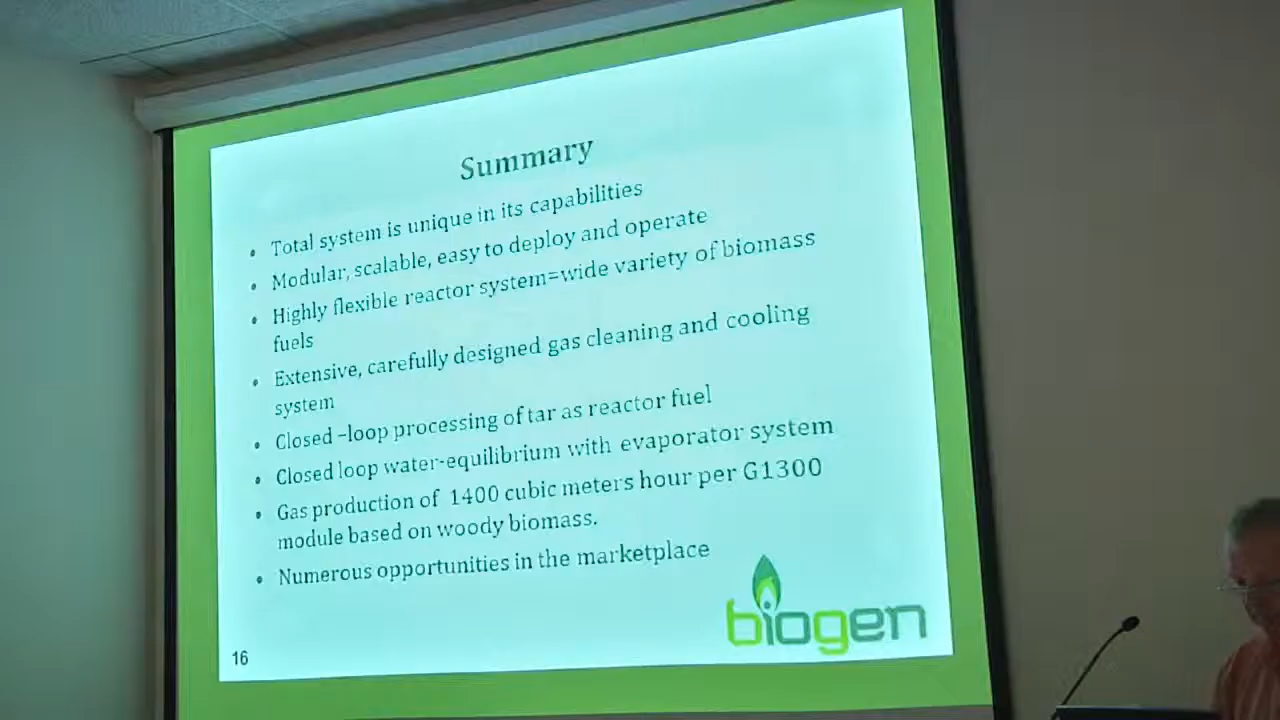 Summary
• Total system is unique in its capabilities
• Modular, scalable, easy to deploy and operate
• Highly flexible reactor system=wide variety of biomass
fuels
• Extensive, carefully designed gas cleaning and cooling
system
• Closed –loop processing of tar as reactor fuel
• Closed loop water-equilibrium with evaporator system
• Gas production of 1400 cubic meters hour per G1300
module based on woody biomass.
• Numerous opportunities in the marketplace
biogen
16